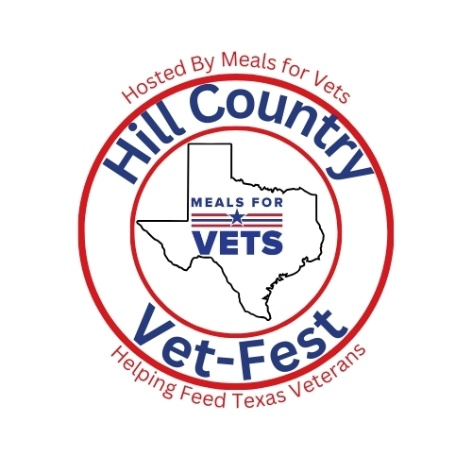 Hosted By Meals for Vets
Hill Country
MEALS FOR
VETS
Vet-Fest
Helping Feed Texas Veterans